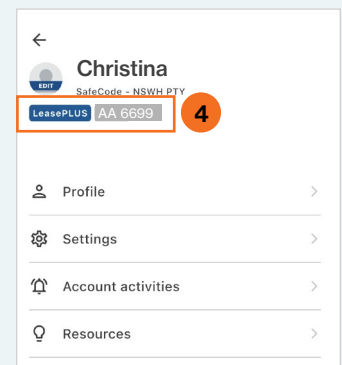 Christina
EDIT
SafeCode - NSWH PTY
LeasePLUS AA 6699
4
Profile
Settings
Account activities
Resources